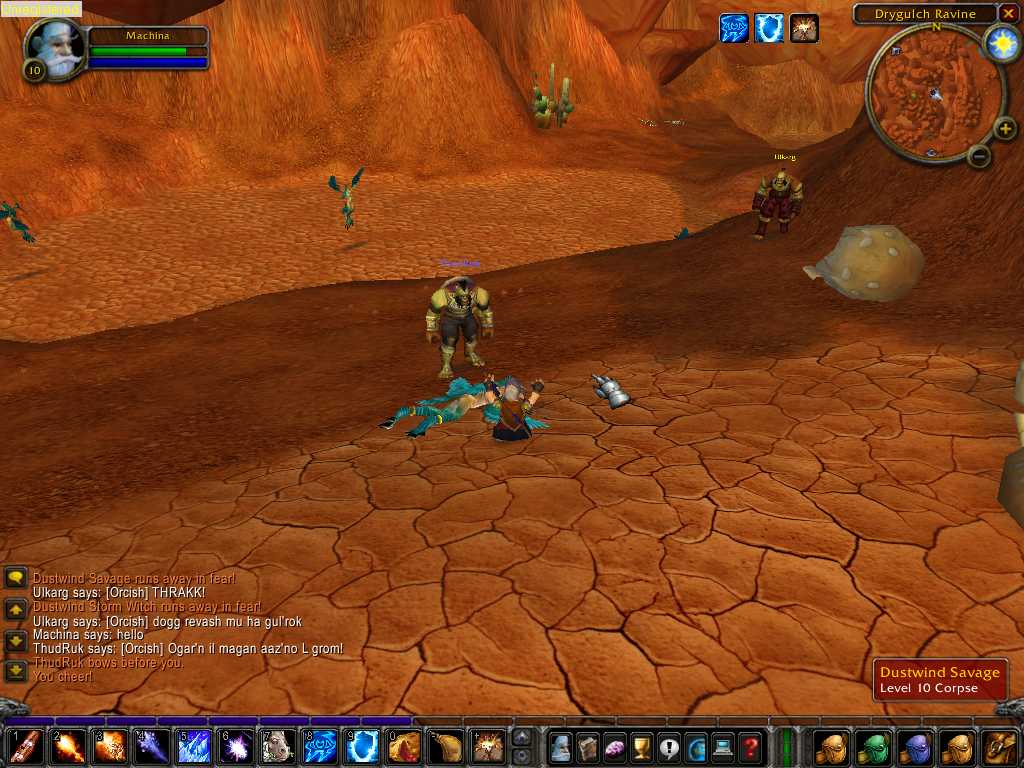 Unregistered
Machina
10
Drygulch Ravine
N
Ulkarg
Dustwind Savage runs away in fear!
Ulkarg says: [Orcish] THRAKK!
Dustwind Storm Witch runs away in fear!
Ulkarg says: [Orcish] dogg revash mu ha gul'rok
Machina says: hello
ThudRuk says: [Orcish] Ogar'n il magan aaz'no L grom!
ThudRuk bows before you.
You cheer!
Dustwind Savage
Level 10 Corpse
1 2 3 4 5 6 7 8 9 0 - =